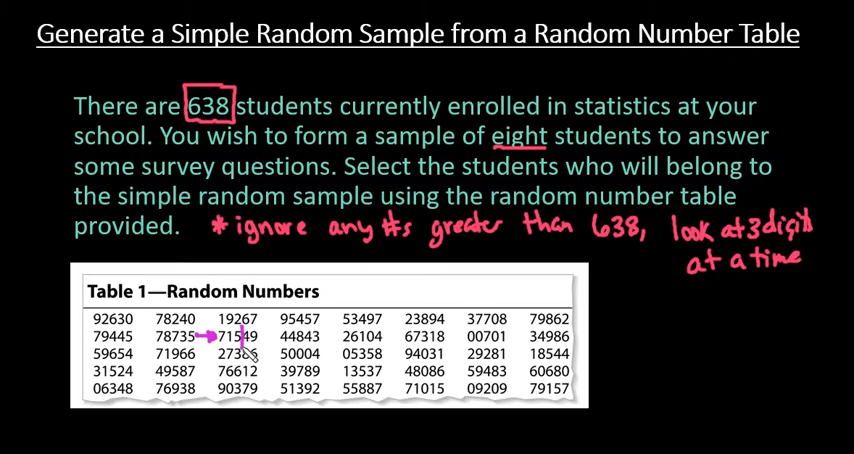 Generate a Simple Random Sample from a Random Number Table
There are 638 students currently enrolled in statistics at your
school. You wish to form a sample of eight students to answer
some survey questions. Select the students who will belong to
the simple random sample using the random number table
provided. * ignore any #s greater than 638, look at 3 digits
at a time
Table 1—Random Numbers
92630 78240 19267 95457 53497 23894 37708 79862
79445 78735 71549 44843 26104 67318 00701 34986
59654 71966 50004 05358 94031 29281 18544
31524 49587 76612 39789 13537 48086 59483 60680
06348 76938 90379 51392 55887 71015 09209 79157